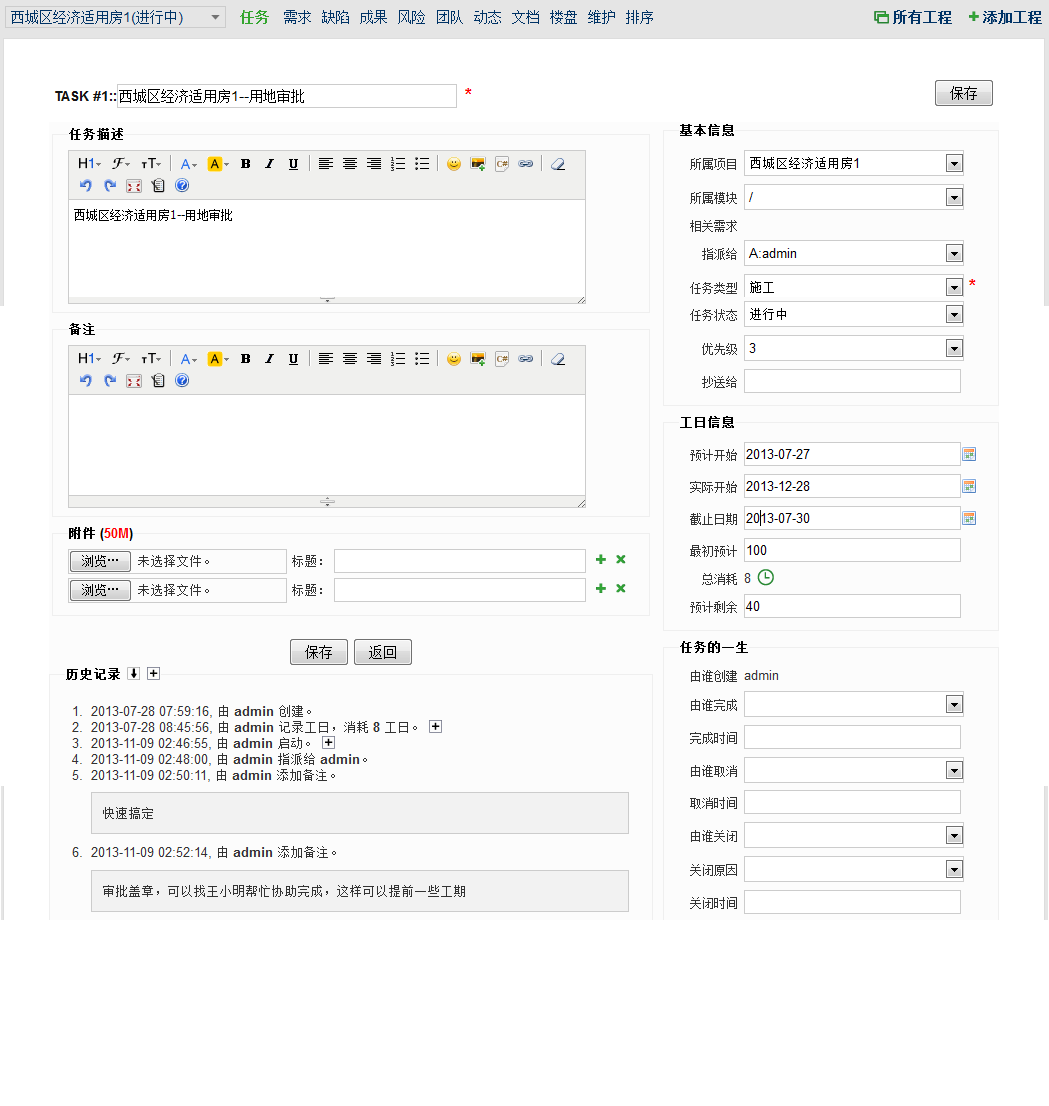 西城区经济适用房1(进行中) 任务 需求 缺陷 成果 风险 团队 动态 文档 楼盘 维护 排序 所有工程 添加工程
TASK #1::西城区经济适用房1--用地审批 * 保存
任务描述
H1 F TT A A B I U C#
西城区经济适用房1--用地审批
备注
H1 F TT A A B I U C#
附件 (50M)
浏览… 未选择文件。 标题：
浏览… 未选择文件。 标题：
保存 返回
历史记录
1. 2013-07-28 07:59:16, 由 admin 创建。
2. 2013-07-28 08:45:56, 由 admin 记录工日，消耗 8 工日。
3. 2013-11-09 02:46:55, 由 admin 启动。
4. 2013-11-09 02:48:00, 由 admin 指派给 admin。
5. 2013-11-09 02:50:11, 由 admin 添加备注。
快速搞定
6. 2013-11-09 02:52:14, 由 admin 添加备注。
审批盖章，可以找王小明帮忙协助完成，这样可以提前一些工期
基本信息
所属项目 西城区经济适用房1
所属模块 /
相关需求
指派给 A:admin
任务类型 施工 *
任务状态 进行中
优先级 3
抄送给
工日信息
预计开始 2013-07-27
实际开始 2013-12-28
截止日期 2013-07-30
最初预计 100
总消耗 8
预计剩余 40
任务的一生
由谁创建 admin
由谁完成
完成时间
由谁取消
取消时间
由谁关闭
关闭原因
关闭时间